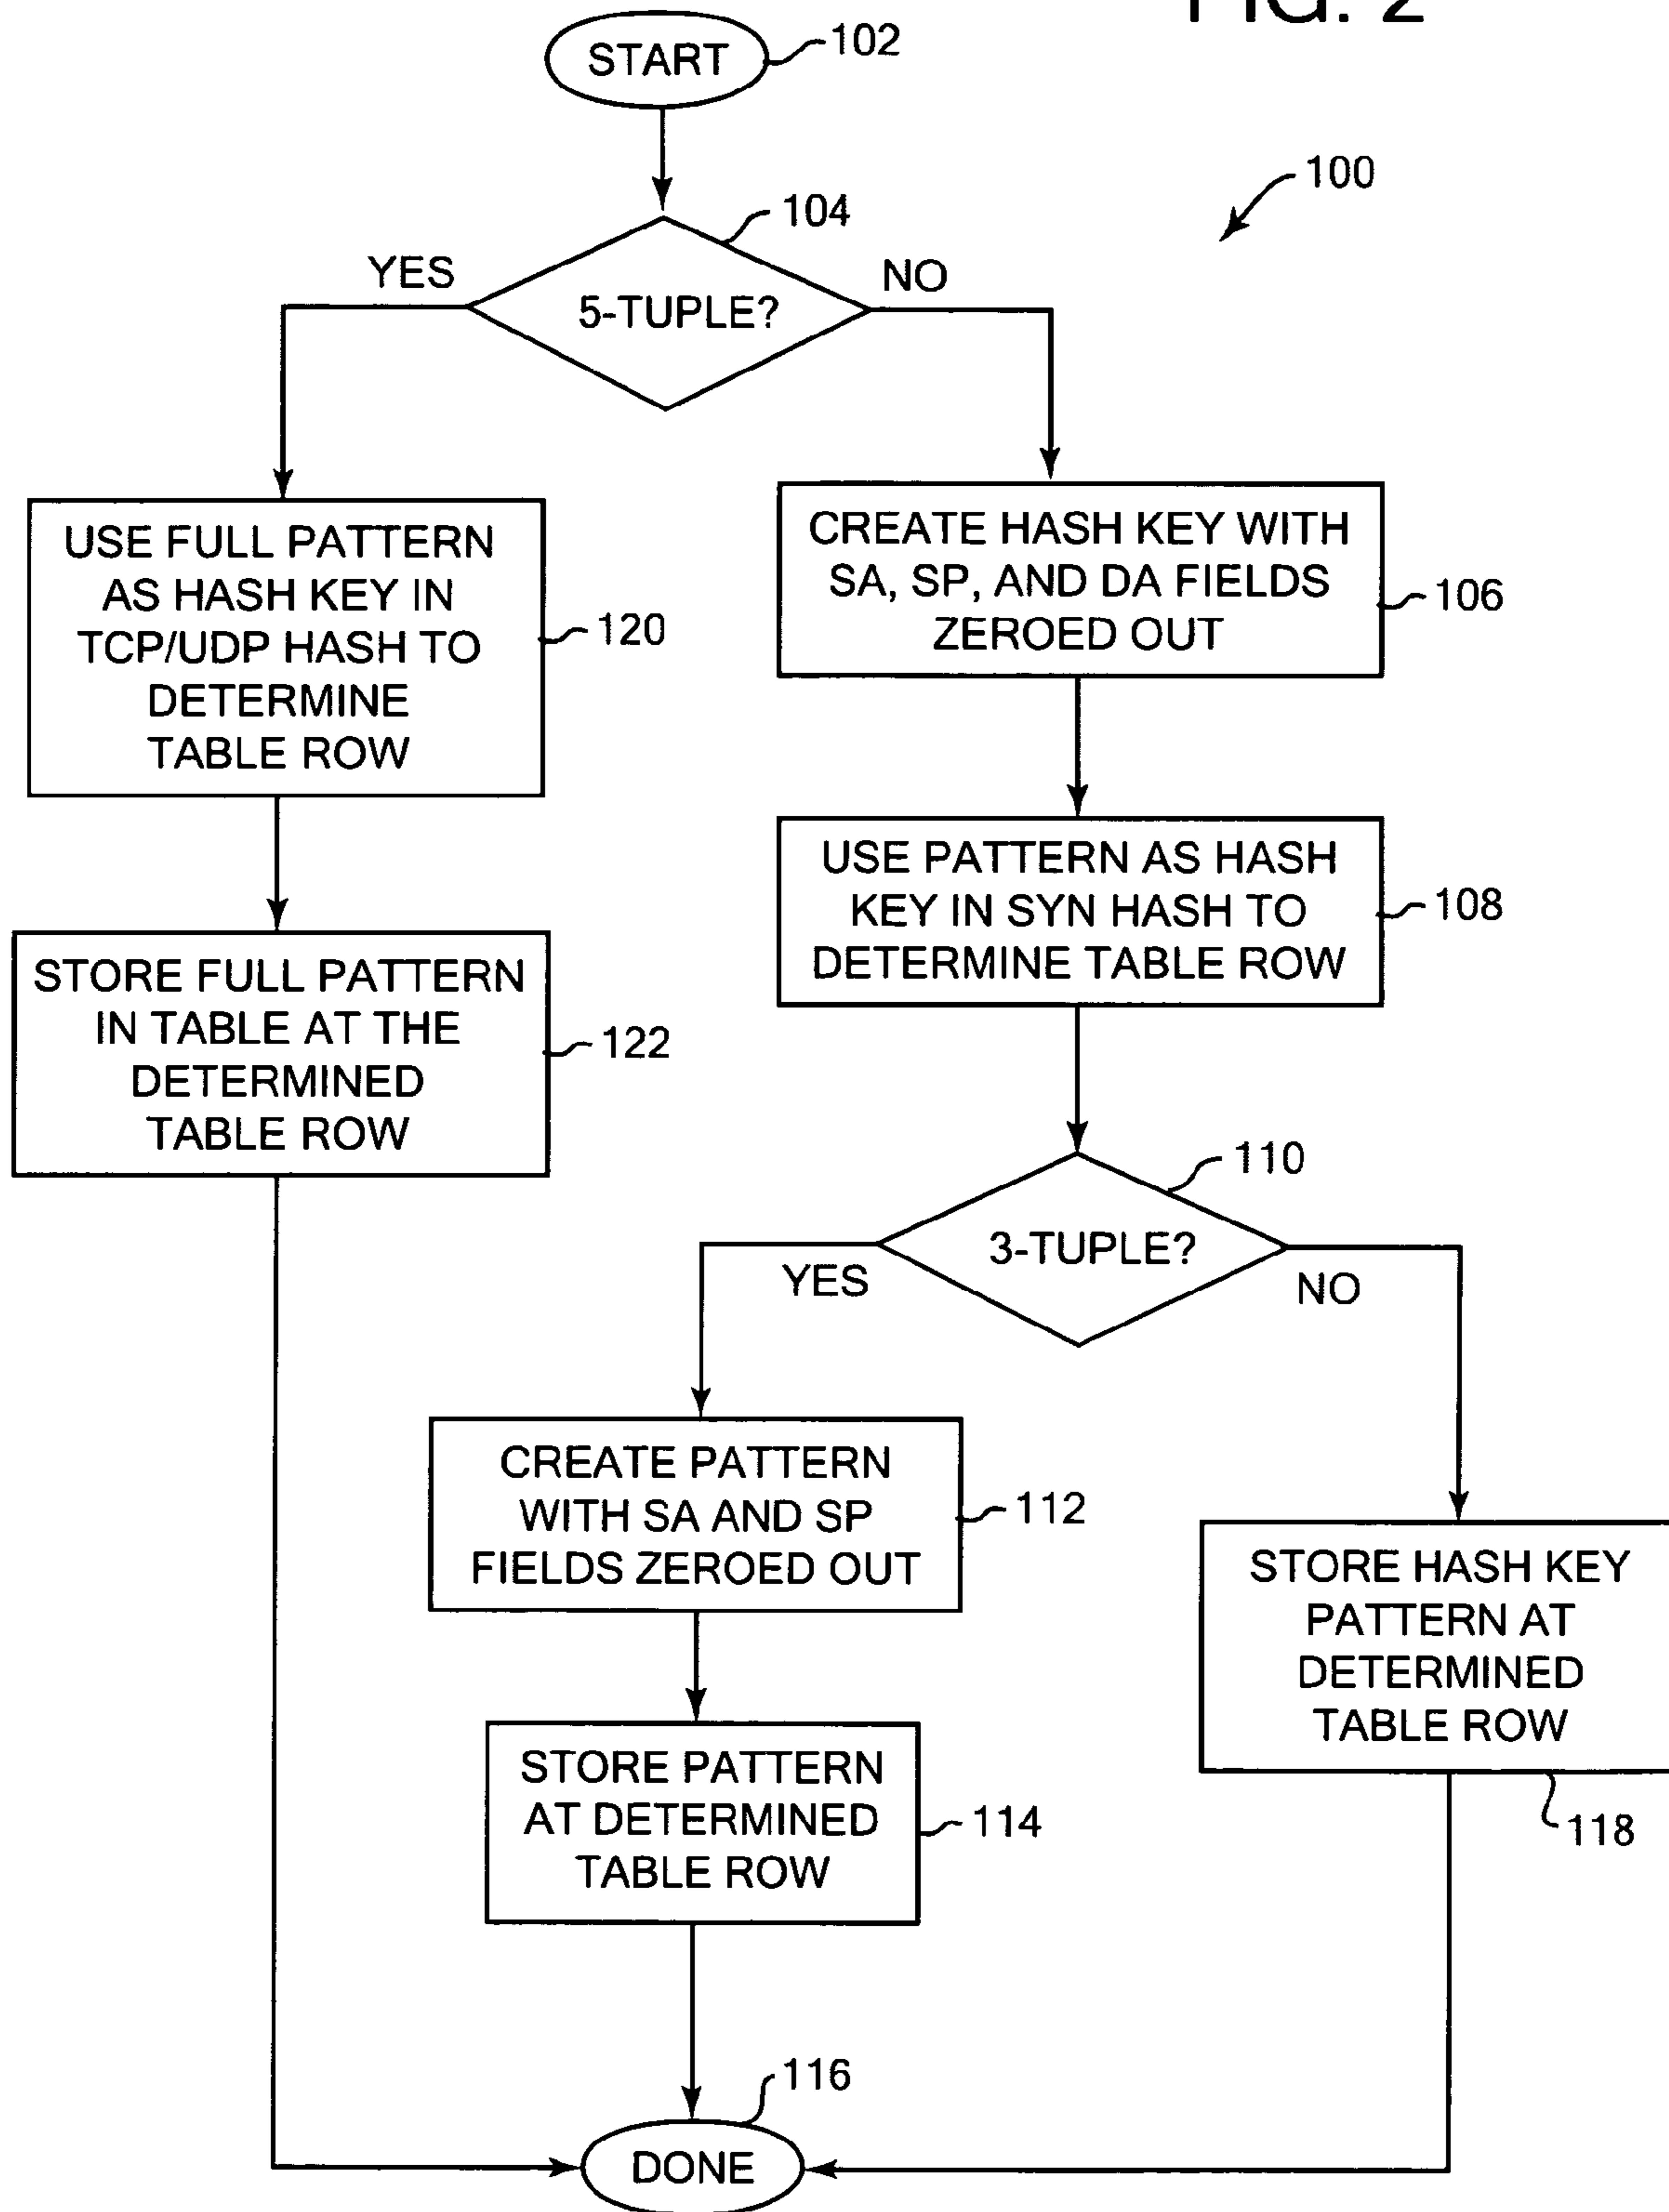 FIG. 2
START
102
100
104
YES
NO
5-TUPLE?
USE FULL PATTERN
AS HASH KEY IN
TCP/UDP HASH TO
DETERMINE
TABLE ROW
120
CREATE HASH KEY WITH
SA, SP, AND DA FIELDS
ZEROED OUT
106
USE PATTERN AS HASH
KEY IN SYN HASH TO
DETERMINE TABLE ROW
108
STORE FULL PATTERN
IN TABLE AT THE
DETERMINED
TABLE ROW
122
110
3-TUPLE?
YES
NO
CREATE PATTERN
WITH SA AND SP
FIELDS ZEROED OUT
112
STORE HASH KEY
PATTERN AT
DETERMINED
TABLE ROW
118
STORE PATTERN
AT DETERMINED
TABLE ROW
114
116
DONE